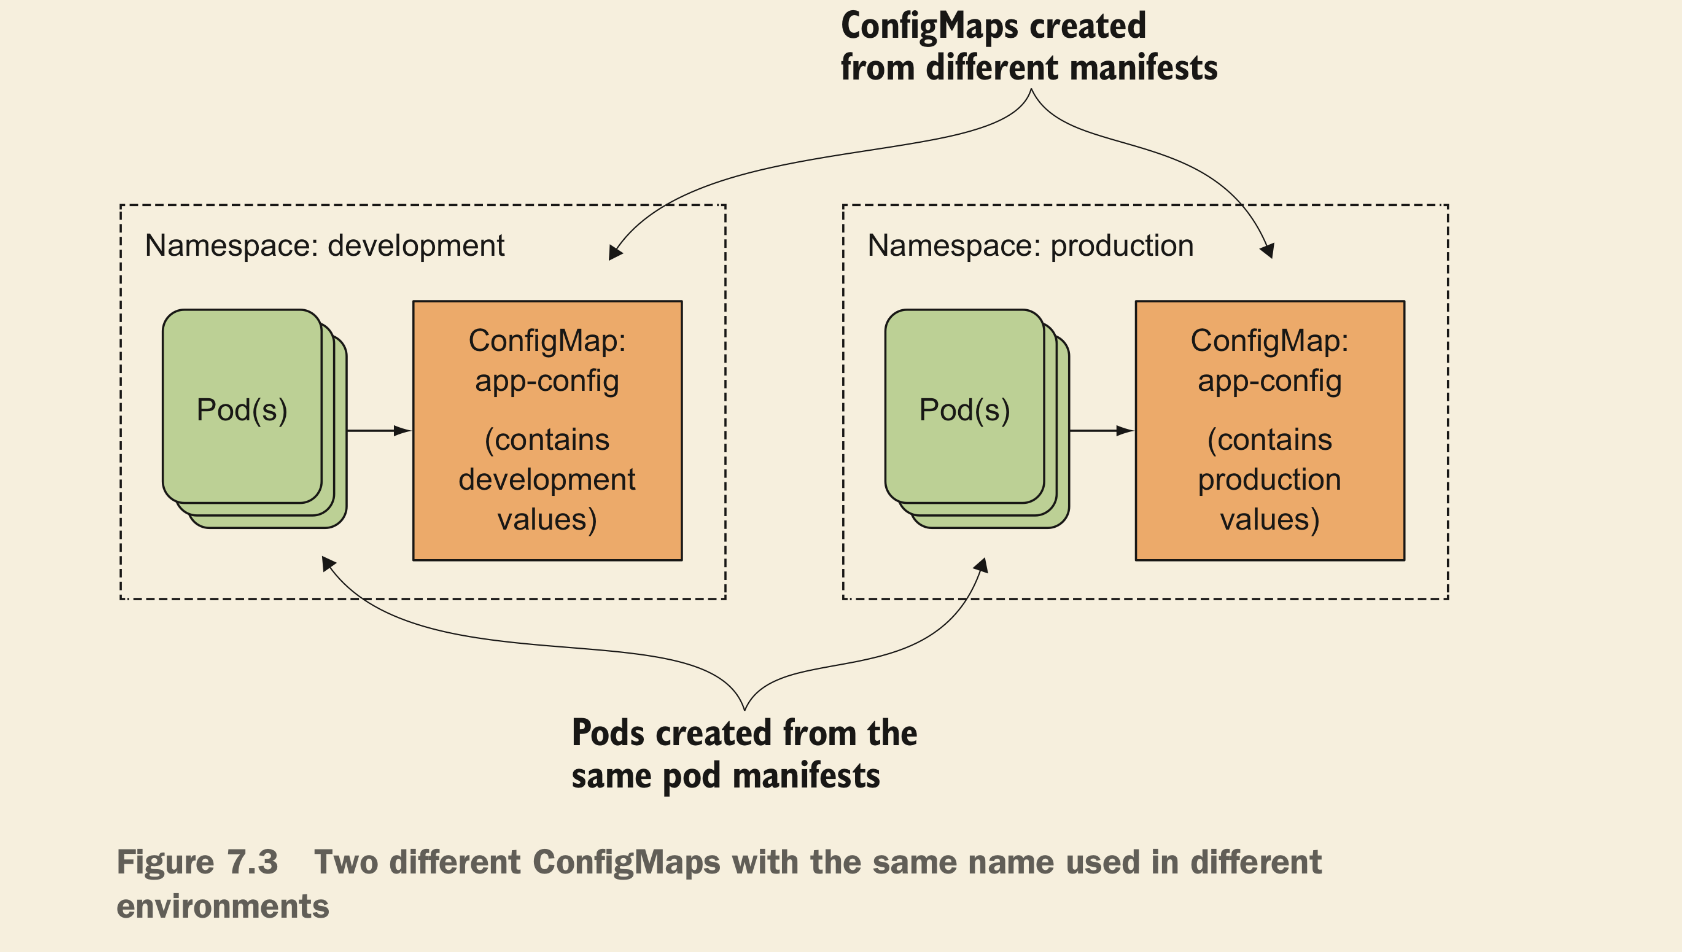 ConfigMaps created
from different manifests
Namespace: development
Pod(s)
ConfigMap:
app-config
(contains
development
values)
Namespace: production
Pod(s)
ConfigMap:
app-config
(contains
production
values)
Pods created from the
same pod manifests
Figure 7.3 Two different ConfigMaps with the same name used in different
environments